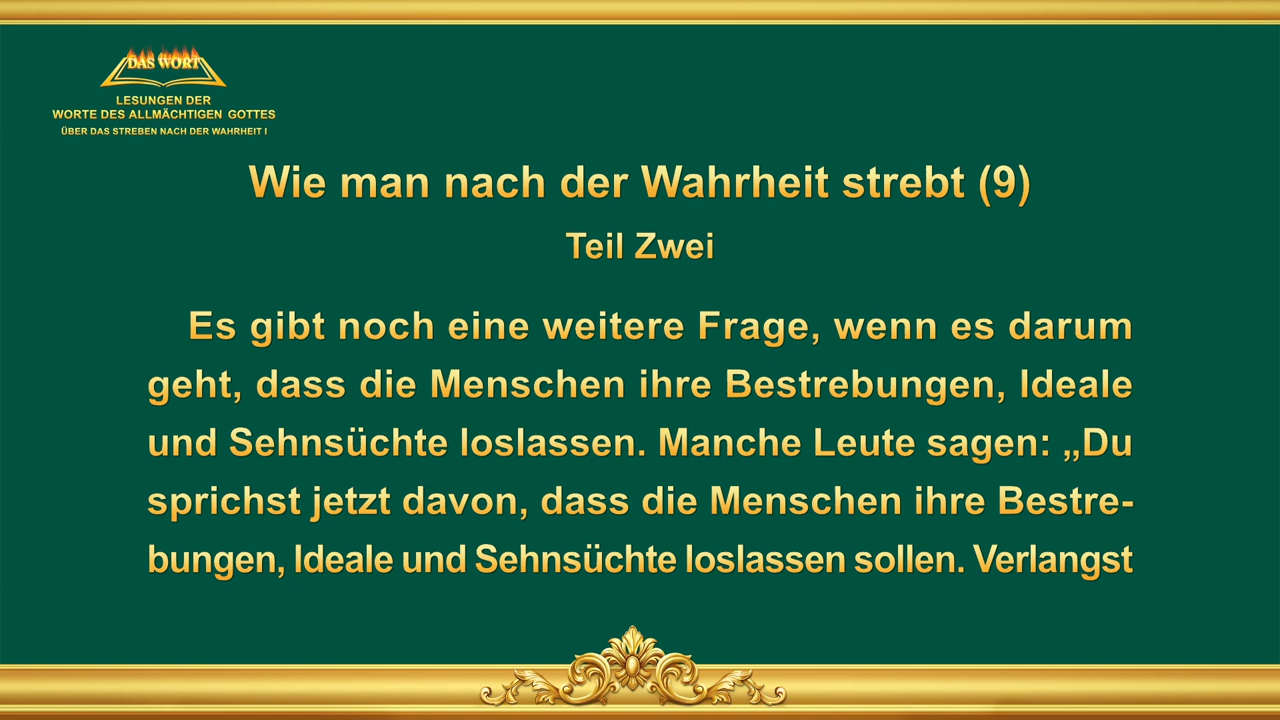 DAS WORT
LESUNGEN DER
WORTE DES ALLMÄCHTIGEN GOTTES
ÜBER DAS STREBEN NACH DER WAHRHEIT I
Wie man nach der Wahrheit strebt (9)
Teil Zwei
Es gibt noch eine weitere Frage, wenn es darum
geht, dass die Menschen ihre Bestrebungen, Ideale
und Sehnsüchte loslassen. Manche Leute sagen: „Du
sprichst jetzt davon, dass die Menschen ihre Bestre-
bungen, Ideale und Sehnsüchte loslassen sollen. Verlangst